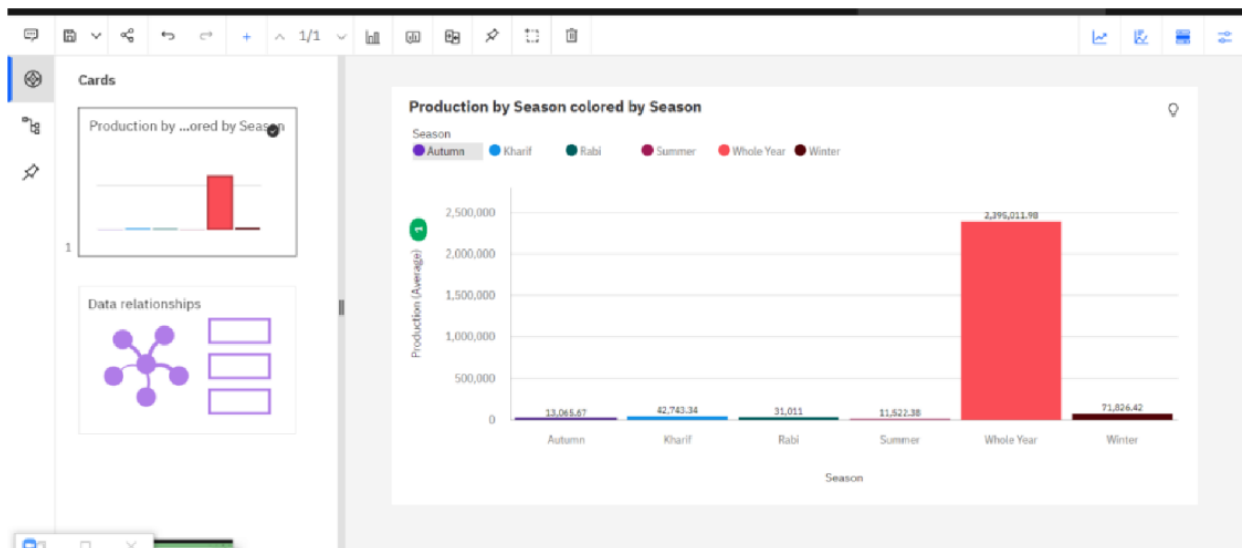 1/1
Cards
Production by ...ored by Season
1
Data relationships
Production by Season colored by Season
Season
Autumn Kharif Rabi Summer Whole Year Winter
Production (Average) 1
2,500,000
2,000,000
1,500,000
1,000,000
500,000
0
13,065.67 42,743.34 31,011 11,522.38 2,395,011.98 71,826.42
Autumn Kharif Rabi Summer Whole Year Winter
Season